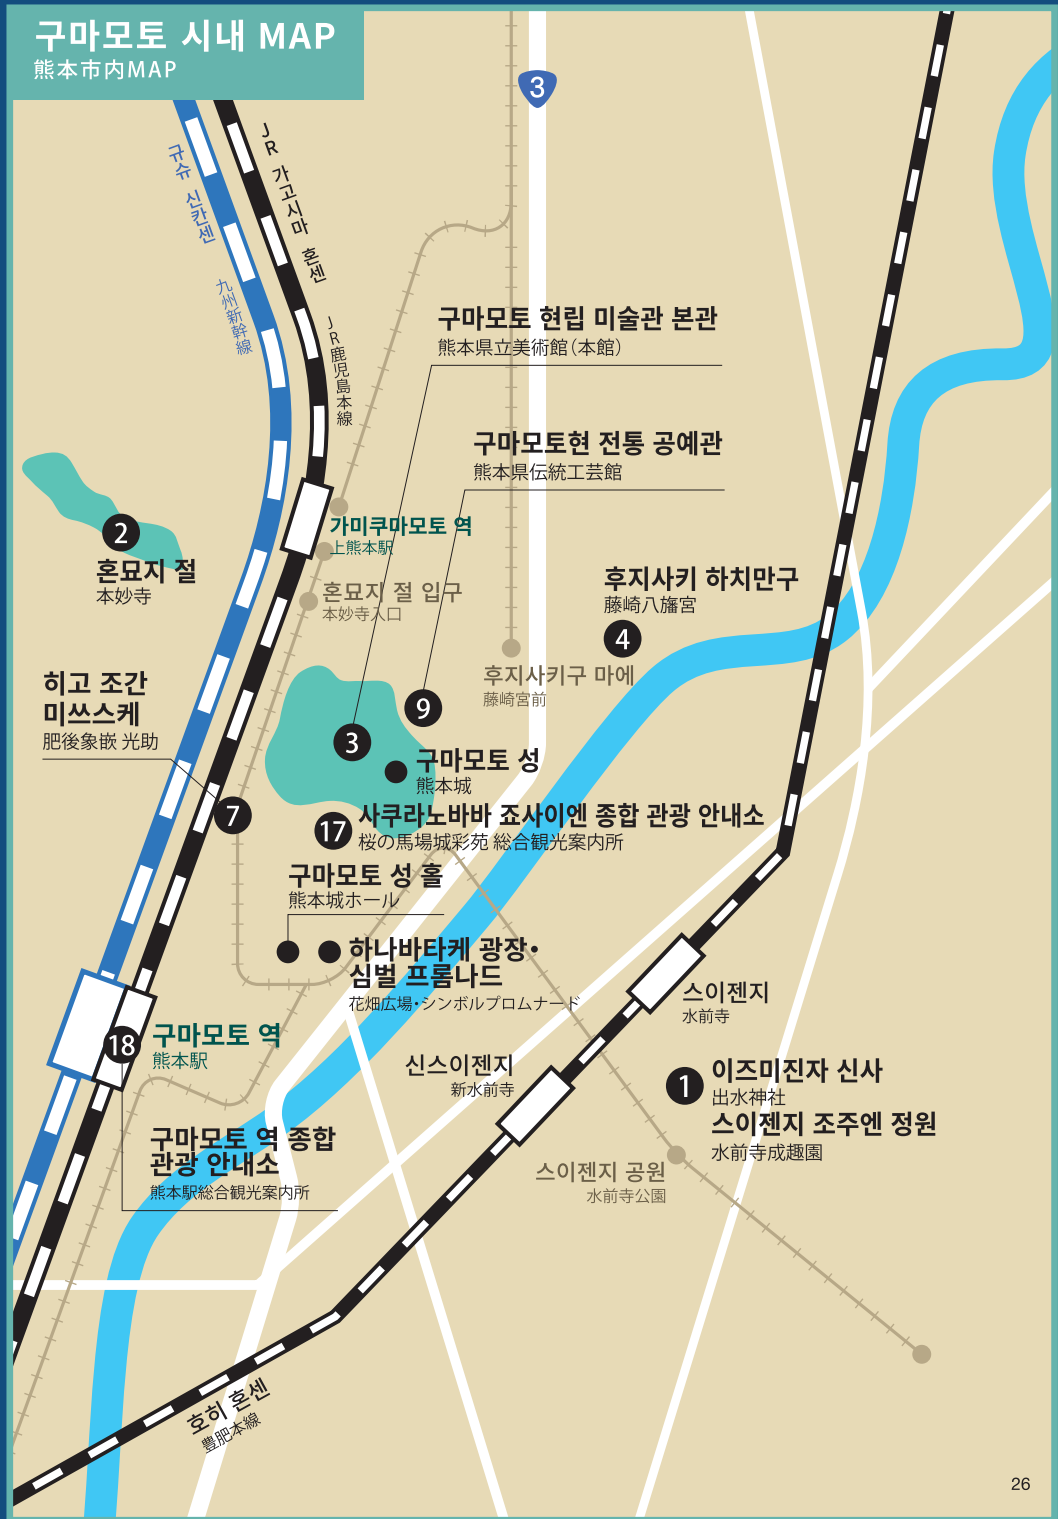 구마모토 시내 MAP
熊本市内MAP
3
규슈 신칸센
九州新幹線
JR 가고시마 혼센
JR鹿児島本線
구마모토 현립 미술관 본관
熊本県立美術館(本館)
구마모토현 전통 공예관
熊本県伝統工芸館
가미쿠마모토 역
上熊本駅
2
혼묘지 절
本妙寺
혼묘지 절 입구
本妙寺入口
후지사키 하치만구
藤崎八旛宮
4
후지사키구 마에
藤崎宮前
히고 조간
미쓰스케
肥後象嵌 光助
9
3
구마모토 성
熊本城
7
17
사쿠라노바바 죠사이엔 종합 관광 안내소
桜の馬場城彩苑 総合観光案内所
구마모토 성 홀
熊本城ホール
하나바타케 광장•
심벌 프롬나드
花畑広場・シンボルプロムナード
스이젠지
水前寺
18
구마모토 역
熊本駅
신스이젠지
新水前寺
1
이즈미진자 신사
出水神社
스이젠지 조주엔 정원
水前寺成趣園
구마모토 역 종합
관광 안내소
熊本駅総合観光案内所
스이젠지 공원
水前寺公園
호히 혼센
豊肥本線
26